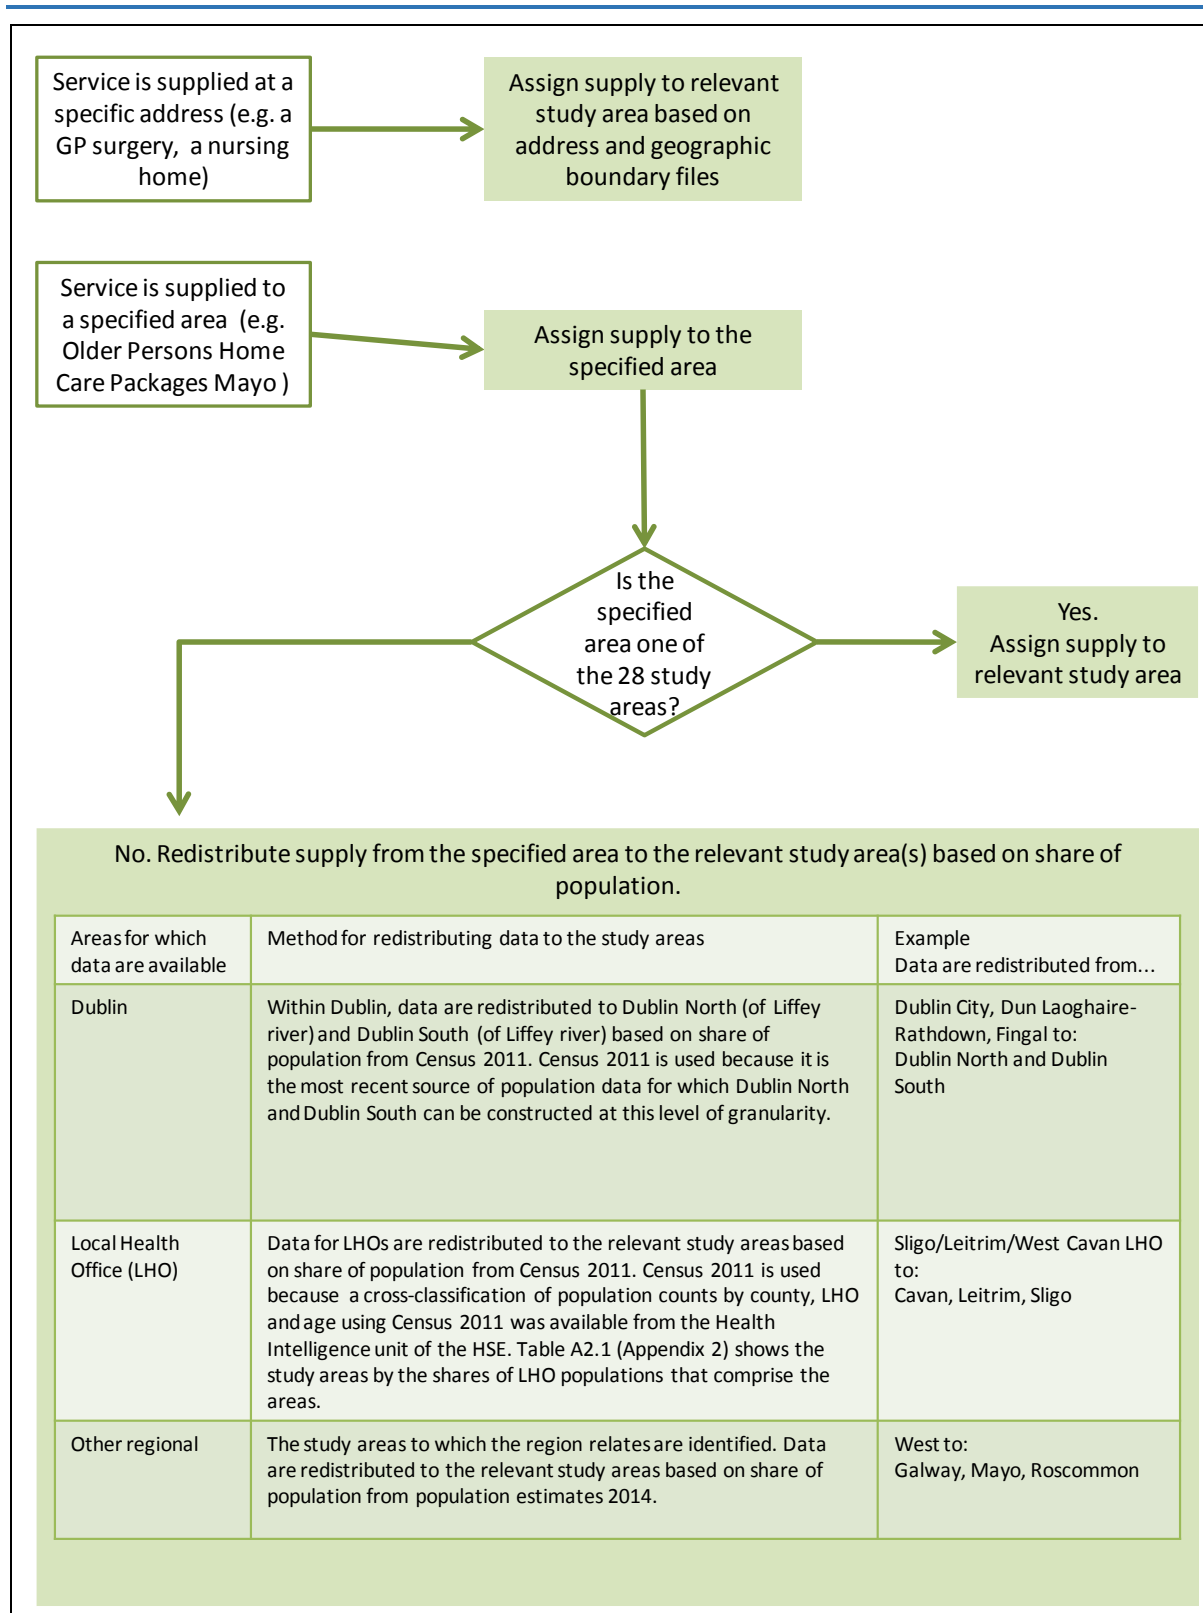 Service is supplied at a
specific address (e.g. a
GP surgery, a nursing
home)
Assign supply to relevant
study area based on
address and geographic
boundary files
Service is supplied to
a specified area (e.g.
Older Persons Home
Care Packages Mayo )
Assign supply to the
specified area
Is the
specified
area one of
the 28 study
areas?
Yes.
Assign supply to
relevant study area
No. Redistribute supply from the specified area to the relevant study area(s) based on share of
population.
Areas for which
data are available
Method for redistributing data to the study areas
Example
Data are redistributed from...
Dublin
Within Dublin, data are redistributed to Dublin North (of Liffey
river) and Dublin South (of Liffey river) based on share of
population from Census 2011. Census 2011 is used because it is
the most recent source of population data for which Dublin North
and Dublin South can be constructed at this level of granularity.
Dublin City, Dun Laoghaire-
Rathdown, Fingal to:
Dublin North and Dublin
South
Local Health
Office (LHO)
Data for LHOs are redistributed to the relevant study areas based
on share of population from Census 2011. Census 2011 is used
because a cross-classification of population counts by county, LHO
and age using Census 2011 was available from the Health
Intelligence unit of the HSE. Table A2.1 (Appendix 2) shows the
study areas by the shares of LHO populations that comprise the
areas.
Sligo/Leitrim/West Cavan LHO
to:
Cavan, Leitrim, Sligo
Other regional
The study areas to which the region relates are identified. Data
are redistributed to the relevant study areas based on share of
population from population estimates 2014.
West to:
Galway, Mayo, Roscommon